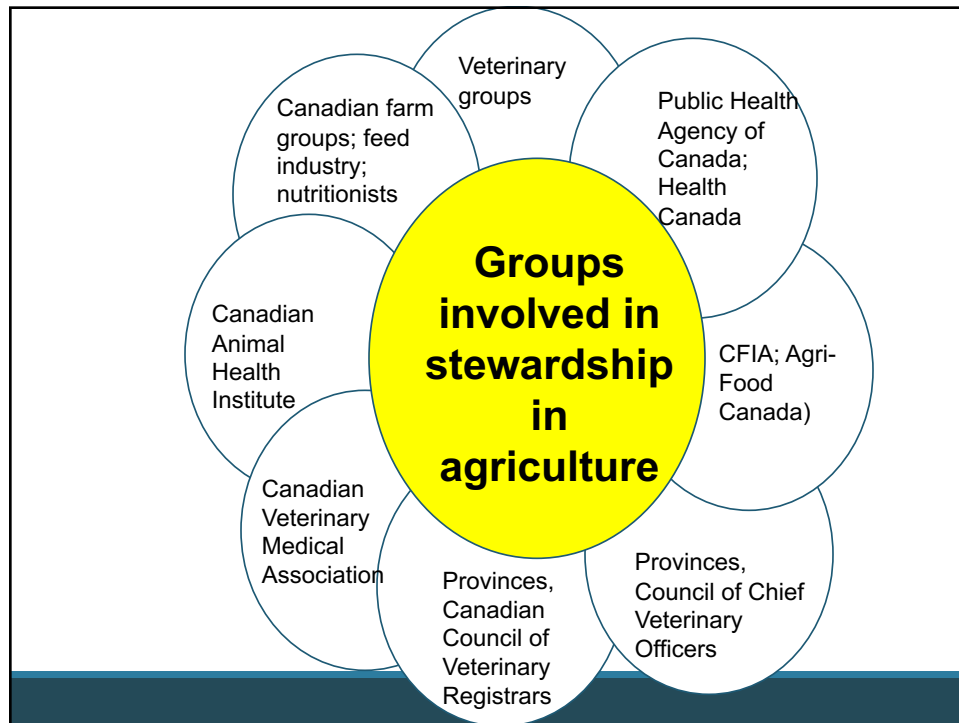 Groups
involved in
stewardship
in
agriculture
Veterinary
groups
Public Health
Agency of
Canada;
Health
Canada
CFIA; Agri-
Food
Canada)
Provinces,
Council of Chief
Veterinary
Officers
Provinces,
Canadian
Council of
Veterinary
Registrars
Canadian
Veterinary
Medical
Association
Canadian
Animal
Health
Institute
Canadian farm
groups; feed
industry;
nutritionists